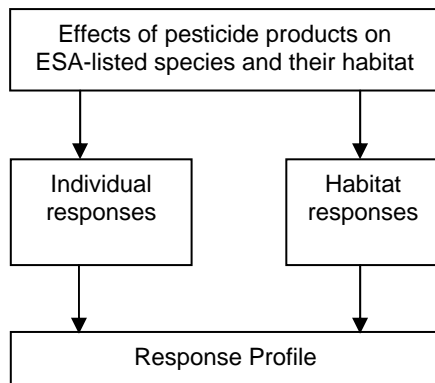 Effects of pesticide products on
ESA-listed species and their habitat
Individual
responses
Habitat
responses
Response Profile